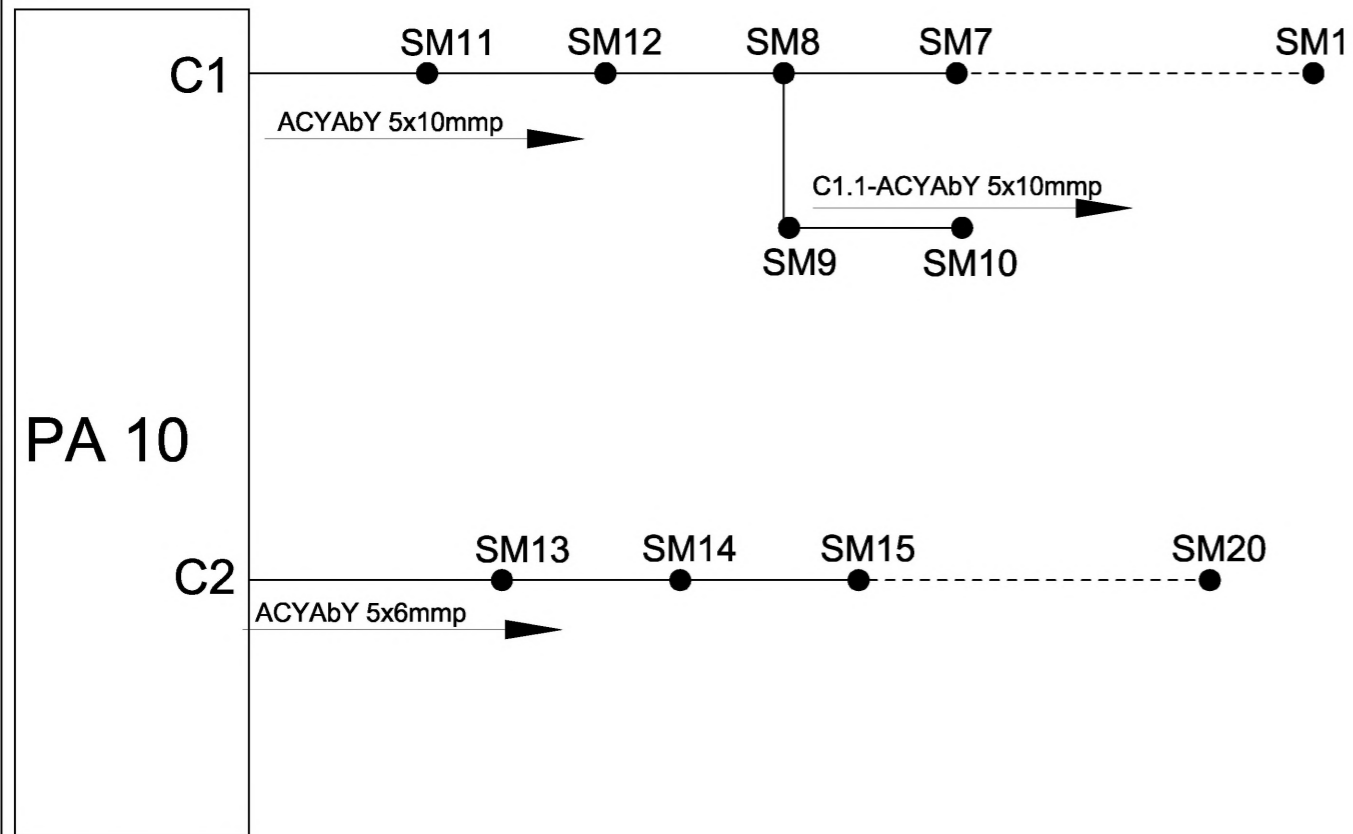 SM11 SM12 SM8 SM7 SM1
C1
ACYAbY 5x10mmp
C1.1-ACYAbY 5x10mmp
SM9 SM10
PA 10
SM13 SM14 SM15 SM20
C2
ACYAbY 5x6mmp